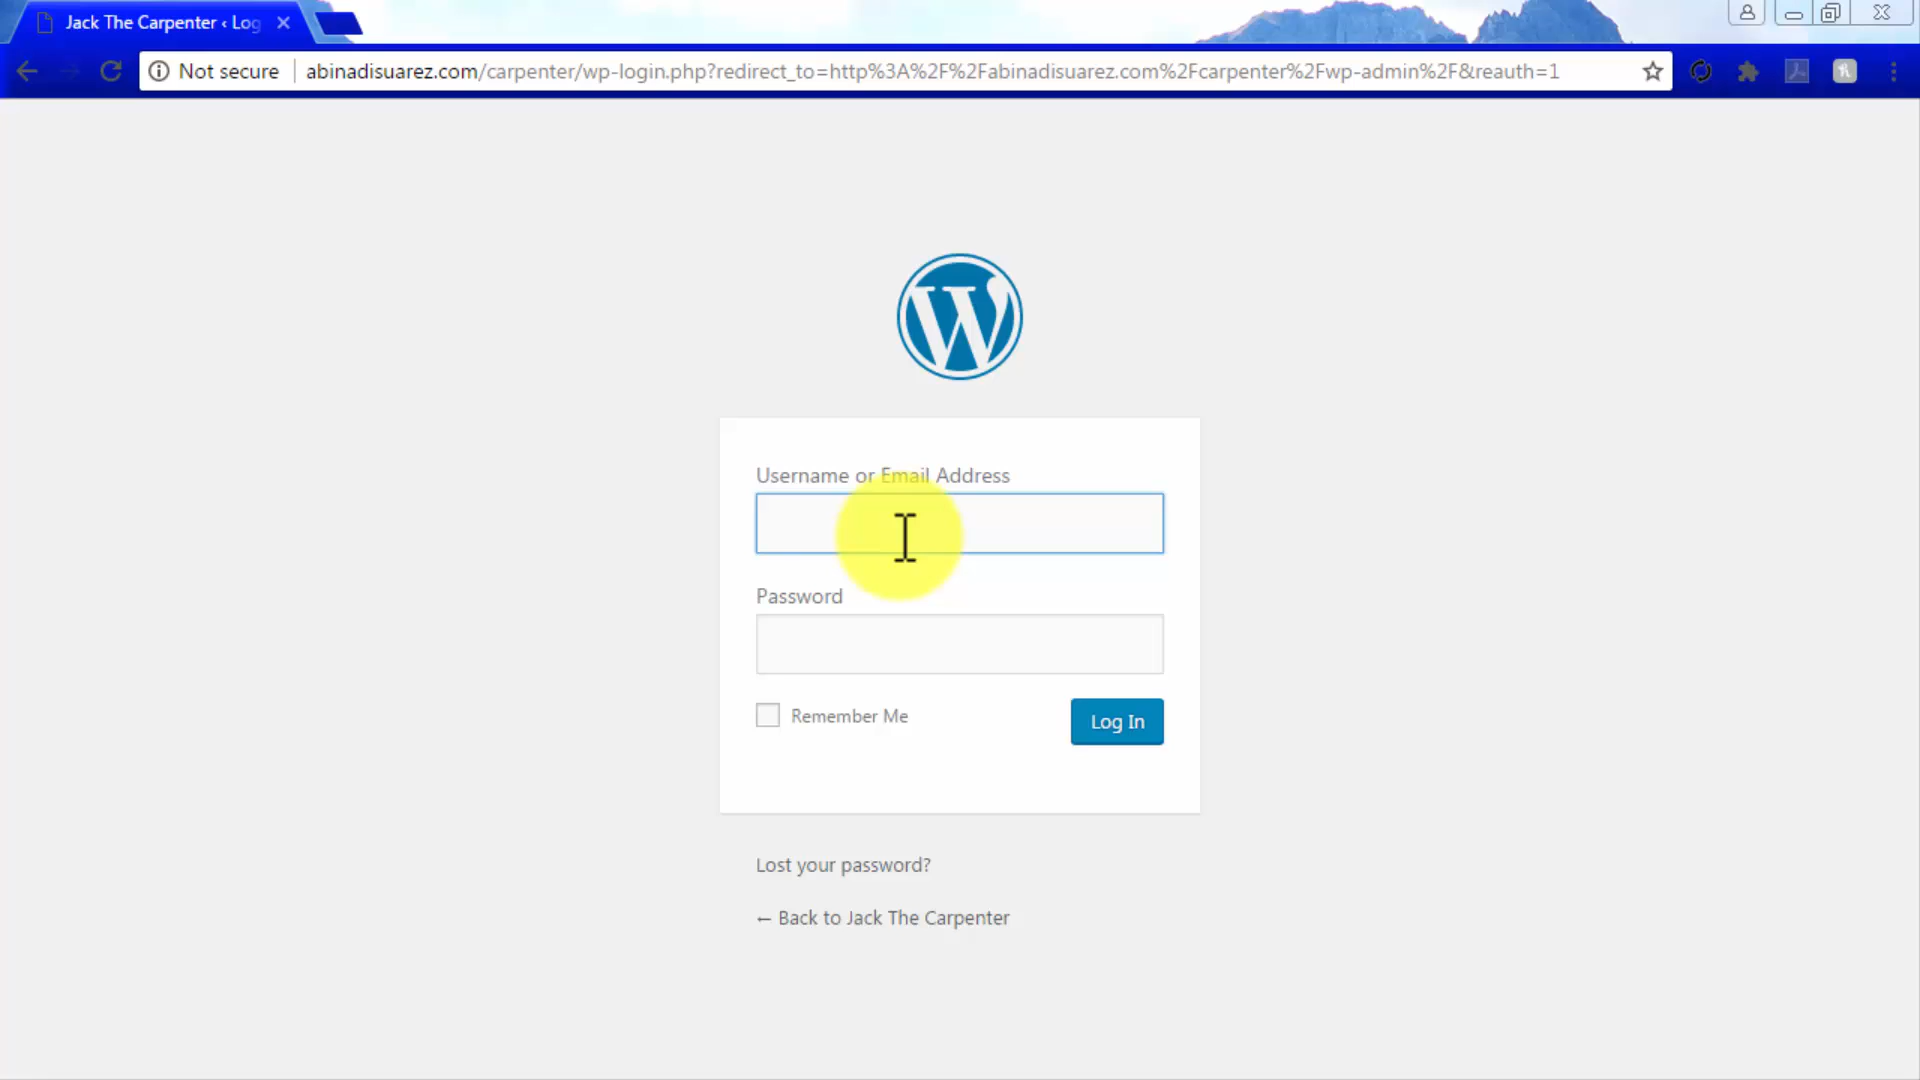 Jack The Carpenter ‹ Log
Not secure
abinadisuarez.com/carpenter/wp-login.php?redirect_to=http%3A%2F%2Fabinadisuarez.com%2Fcarpenter%2Fwp-admin%2F&reauth=1
Username or Email Address
Password
Remember Me
Log In
Lost your password?
← Back to Jack The Carpenter